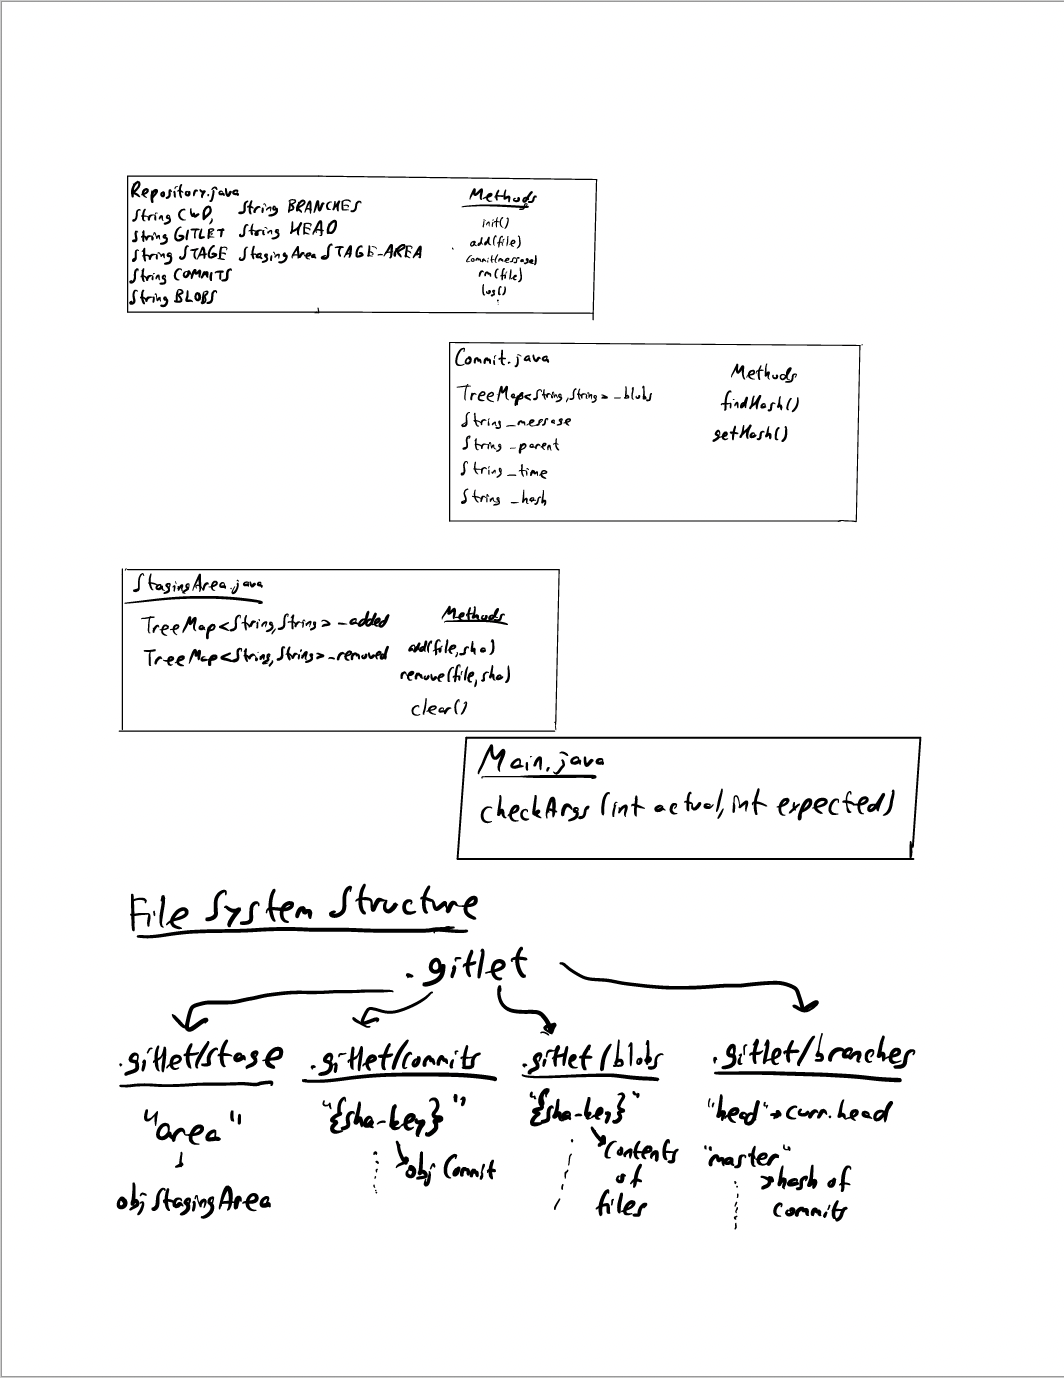 Repository.java
String CWD, String BRANCHES
String GITLET String HEAD
String STAGE StagingArea STAGE_AREA
String COMMITS
String BLOBS
Methods
init()
add(file)
commit(message)
rm(file)
log()
:
Commit.java
TreeMap<String,String> _blobs
String _message
String _parent
String _time
String _hash
Methods
findHash()
getHash()
StagingArea.java
TreeMap<String,String> _added
TreeMap<String,String> _removed
Methods
add(file,sha)
remove(file,sha)
clear()
Main.java
checkArgs (int actual, int expected)
File System Structure
.gitlet
.gitlet/stage
"area"
obj StagingArea
.gitlet/commits
"{sha-key}"
obj Commit
.gitlet/blobs
"{sha-key}"
Contents
of
files
.gitlet/branches
"head" → curr.head
"master"
hash of
commits